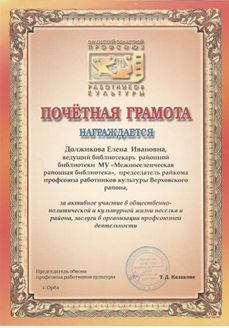 ОРЛОВСКИЙ ОБЛАСТНОЙ
ПРОФСОЮЗ
РАБОТНИКОВ
КУЛЬТУРЫ
ПОЧЁТНАЯ ГРАМОТА
НАГРАЖДАЕТСЯ
Должикова Елена Ивановна,
ведущий библиотекарь районной
библиотеки МУ «Межпоселенческая
районная библиотека», председатель райкома
профсоюза работников культуры Верховского
района,
за активное участие в общественно-
политической и культурной жизни поселка и
района, заслуги в организации профсоюзной
деятельности
Председатель обкома
профсоюза работников культуры
Т. Д. Казакова
г. Орёл